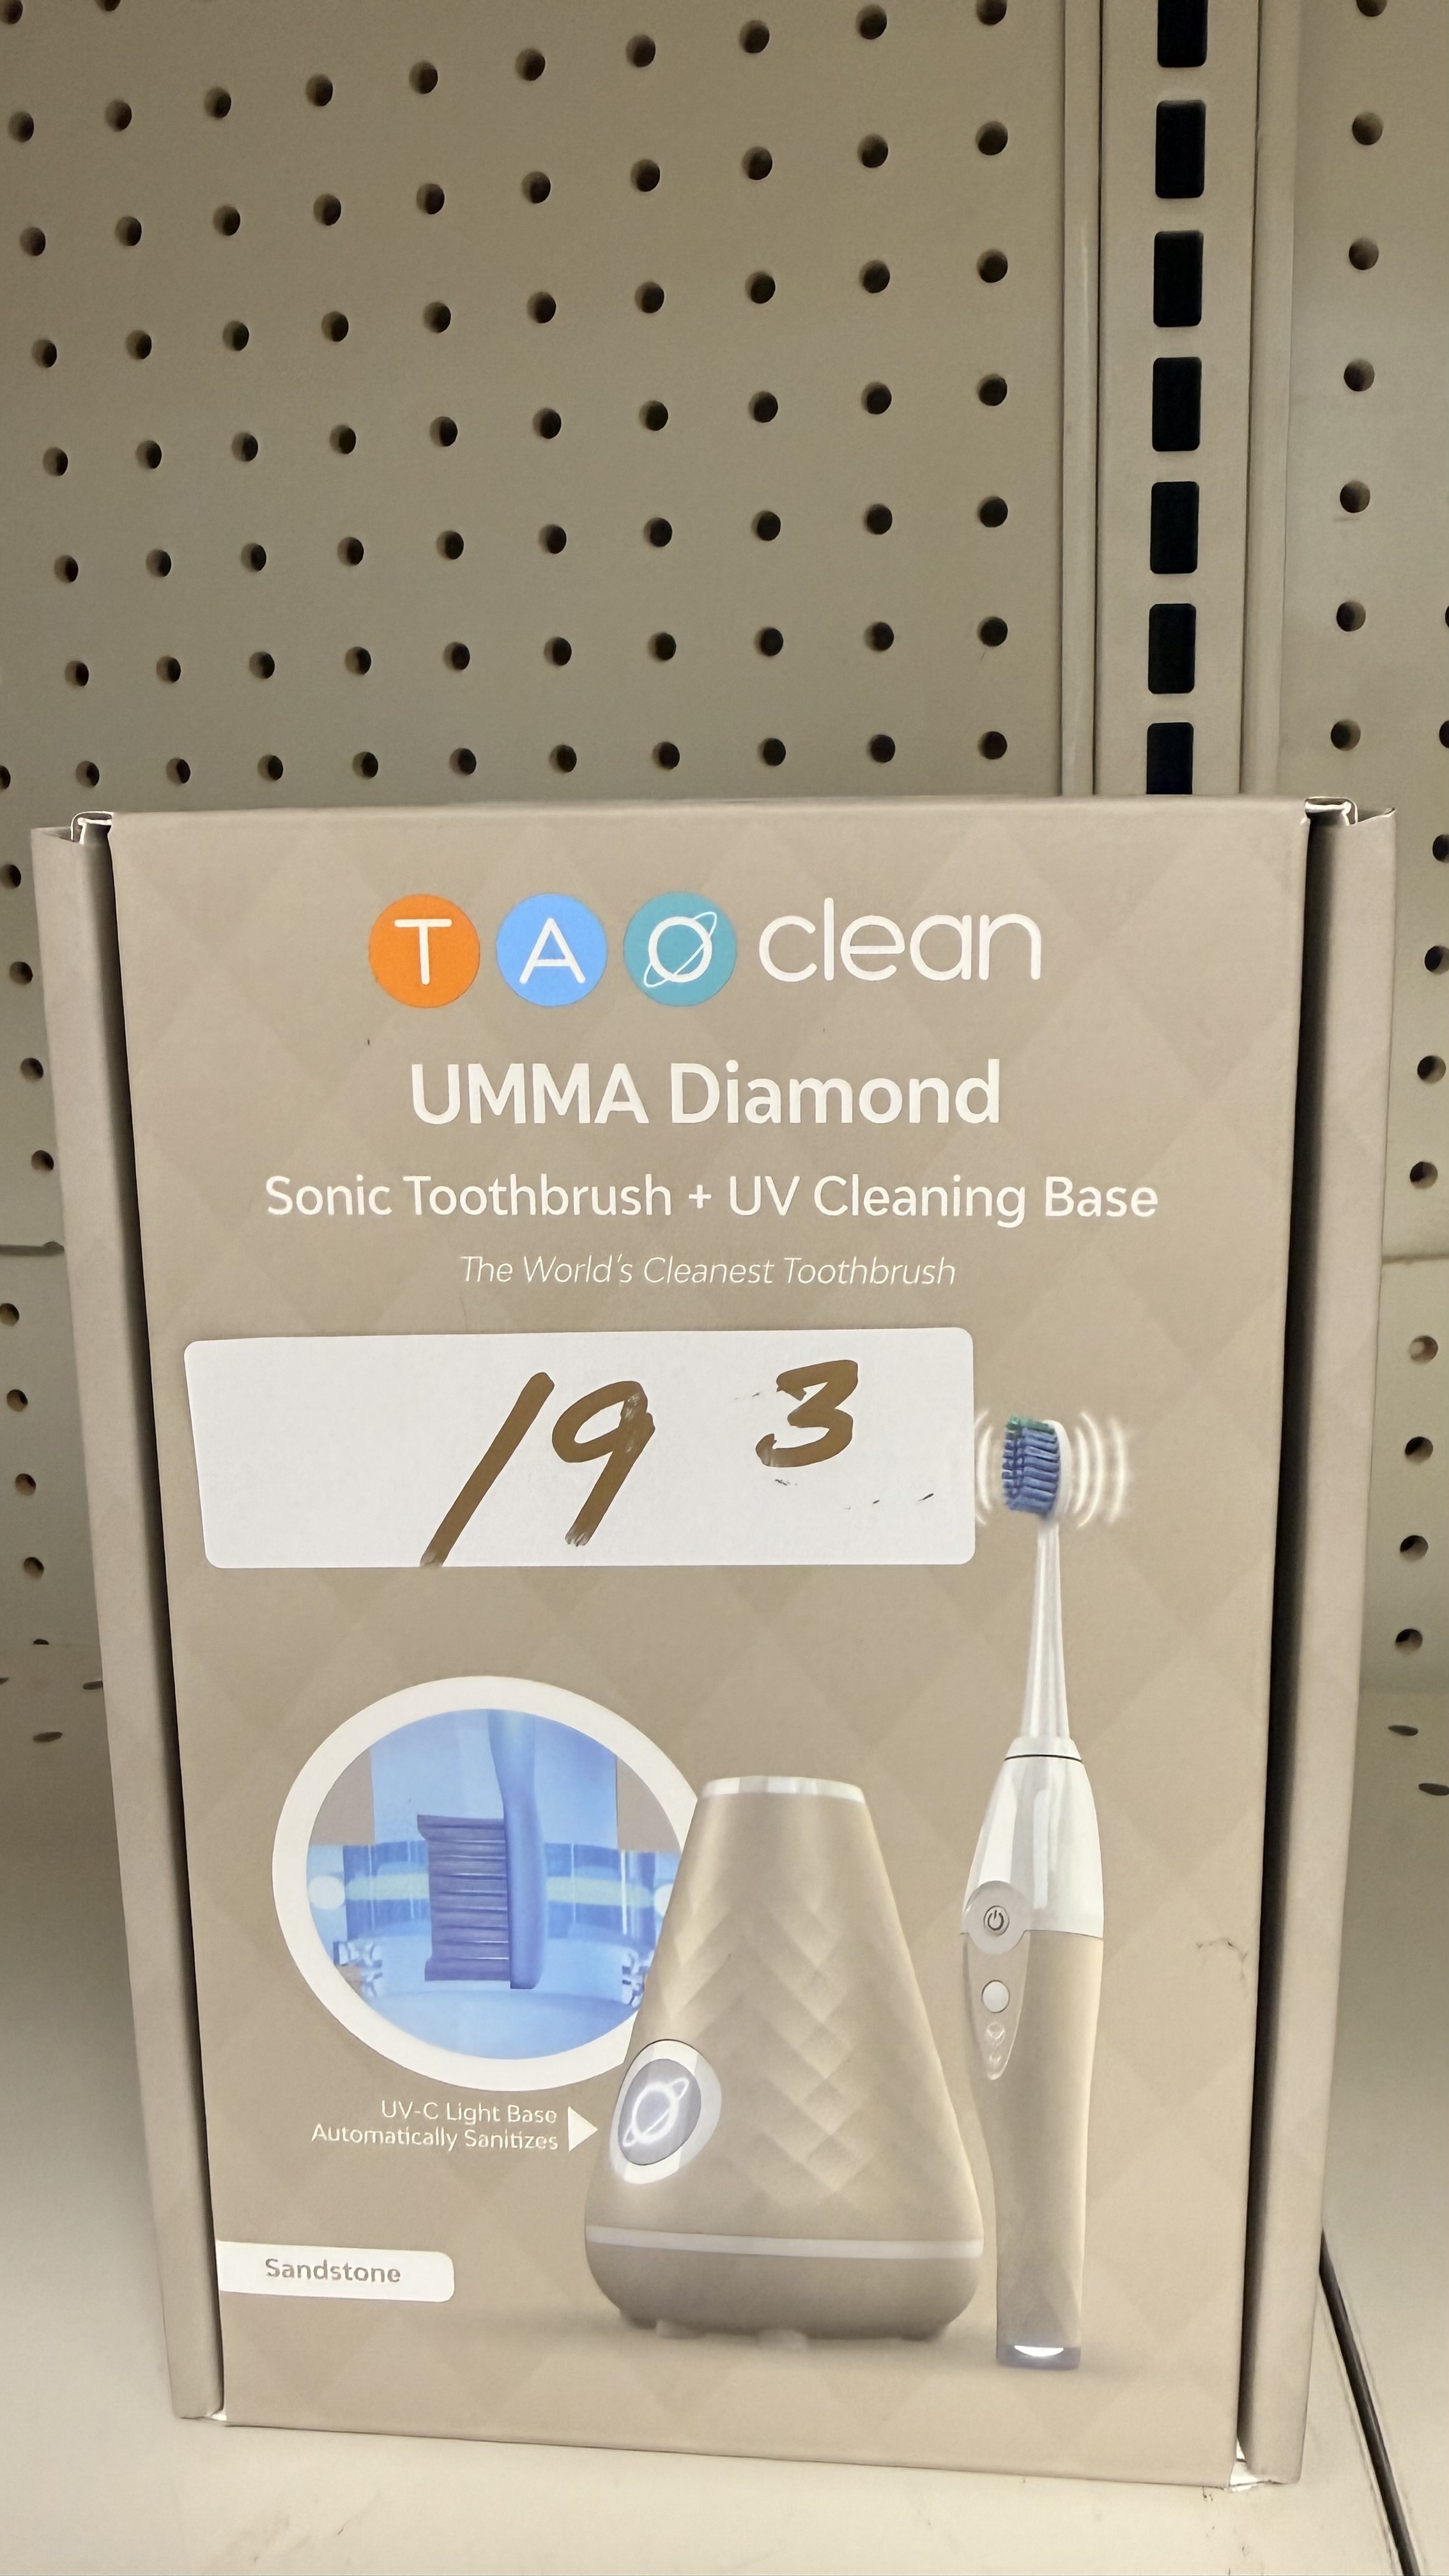 TAO clean
UMMA Diamond
Sonic Toothbrush + UV Cleaning Base
The World's Cleanest Toothbrush
19 3
UV-C Light Base
Automatically Sanitizes
Sandstone